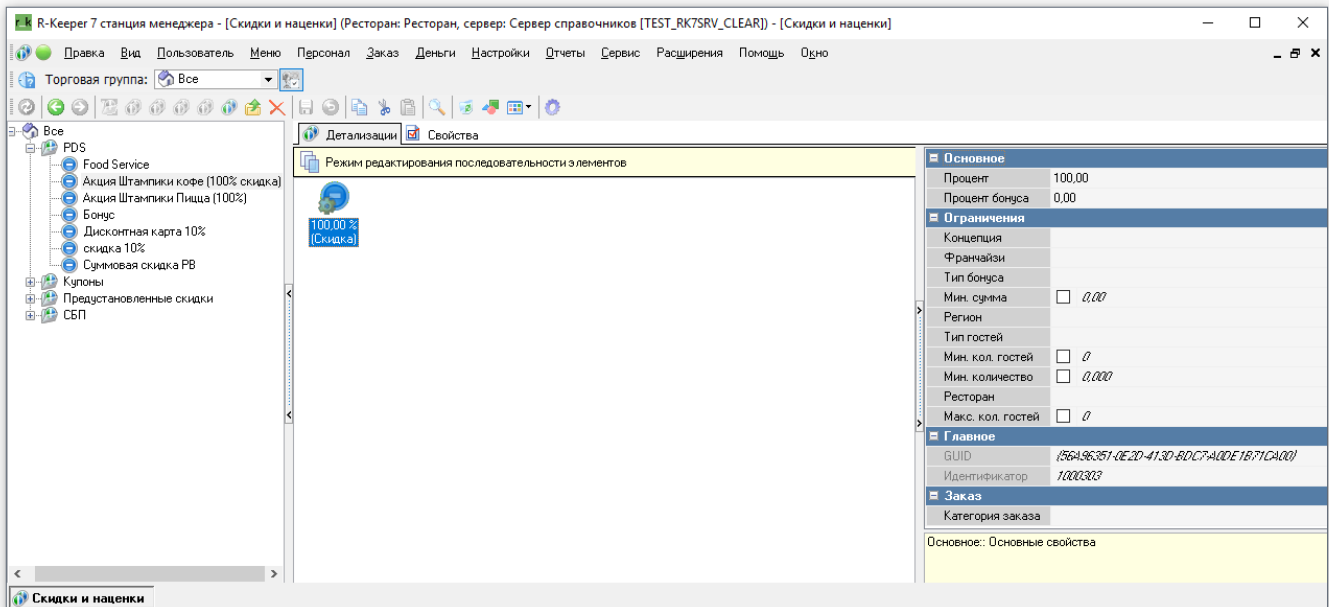 r_k R-Keeper 7 станция менеджера - [Скидки и наценки] (Ресторан: Ресторан, сервер: Сервер справочников [TEST_RK7SRV_CLEAR]) - [Скидки и наценки]
Правка Вид Пользователь Меню Персонал Заказ Деньги Настройки Отчеты Сервис Расширения Помощь Окно
Торговая группа: Все
Все
PDS
Food Service
Акция Штампики кофе (100% скидка)
Акция Штампики Пицца (100%)
Бонус
Дисконтная карта 10%
скидка 10%
Суммовая скидка РВ
Купоны
Предустановленные скидки
СБП
Детализации Свойства
Режим редактирования последовательности элементов
100,00 %
(Скидка)
Основное
Процент 100,00
Процент бонуса 0,00
Ограничения
Концепция
Франчайзи
Тип бонуса
Мин. сумма 0,00
Регион
Тип гостей
Мин. кол. гостей 0
Мин. количество 0,000
Ресторан
Макс. кол. гостей 0
Главное
GUID {56A96351-0E2D-413D-BDC7-A0DE1B71CA00}
Идентификатор 1000303
Заказ
Категория заказа
Основное:: Основные свойства
Скидки и наценки